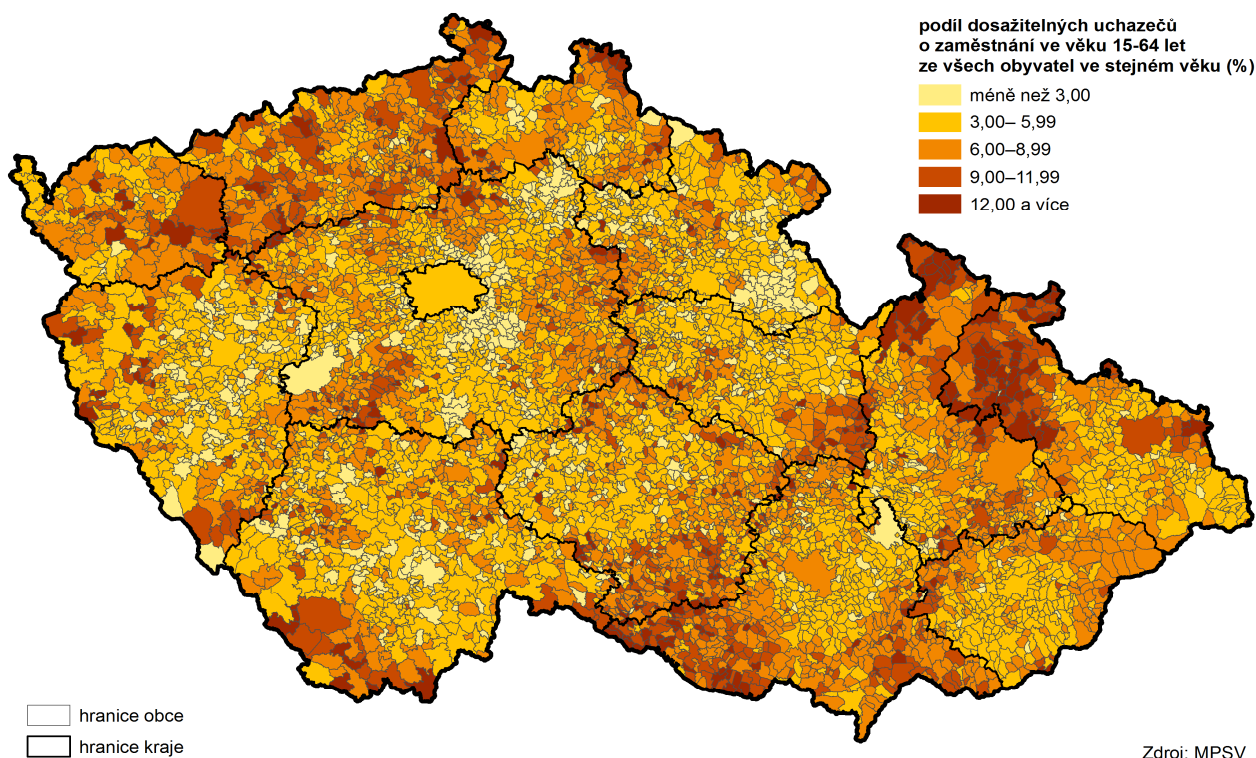 podíl dosažitelných uchazečů
o zaměstnání ve věku 15-64 let
ze všech obyvatel ve stejném věku (%)
méně než 3,00
3,00– 5,99
6,00–8,99
9,00–11,99
12,00 a více
hranice obce
hranice kraje
Zdroj: MPSV